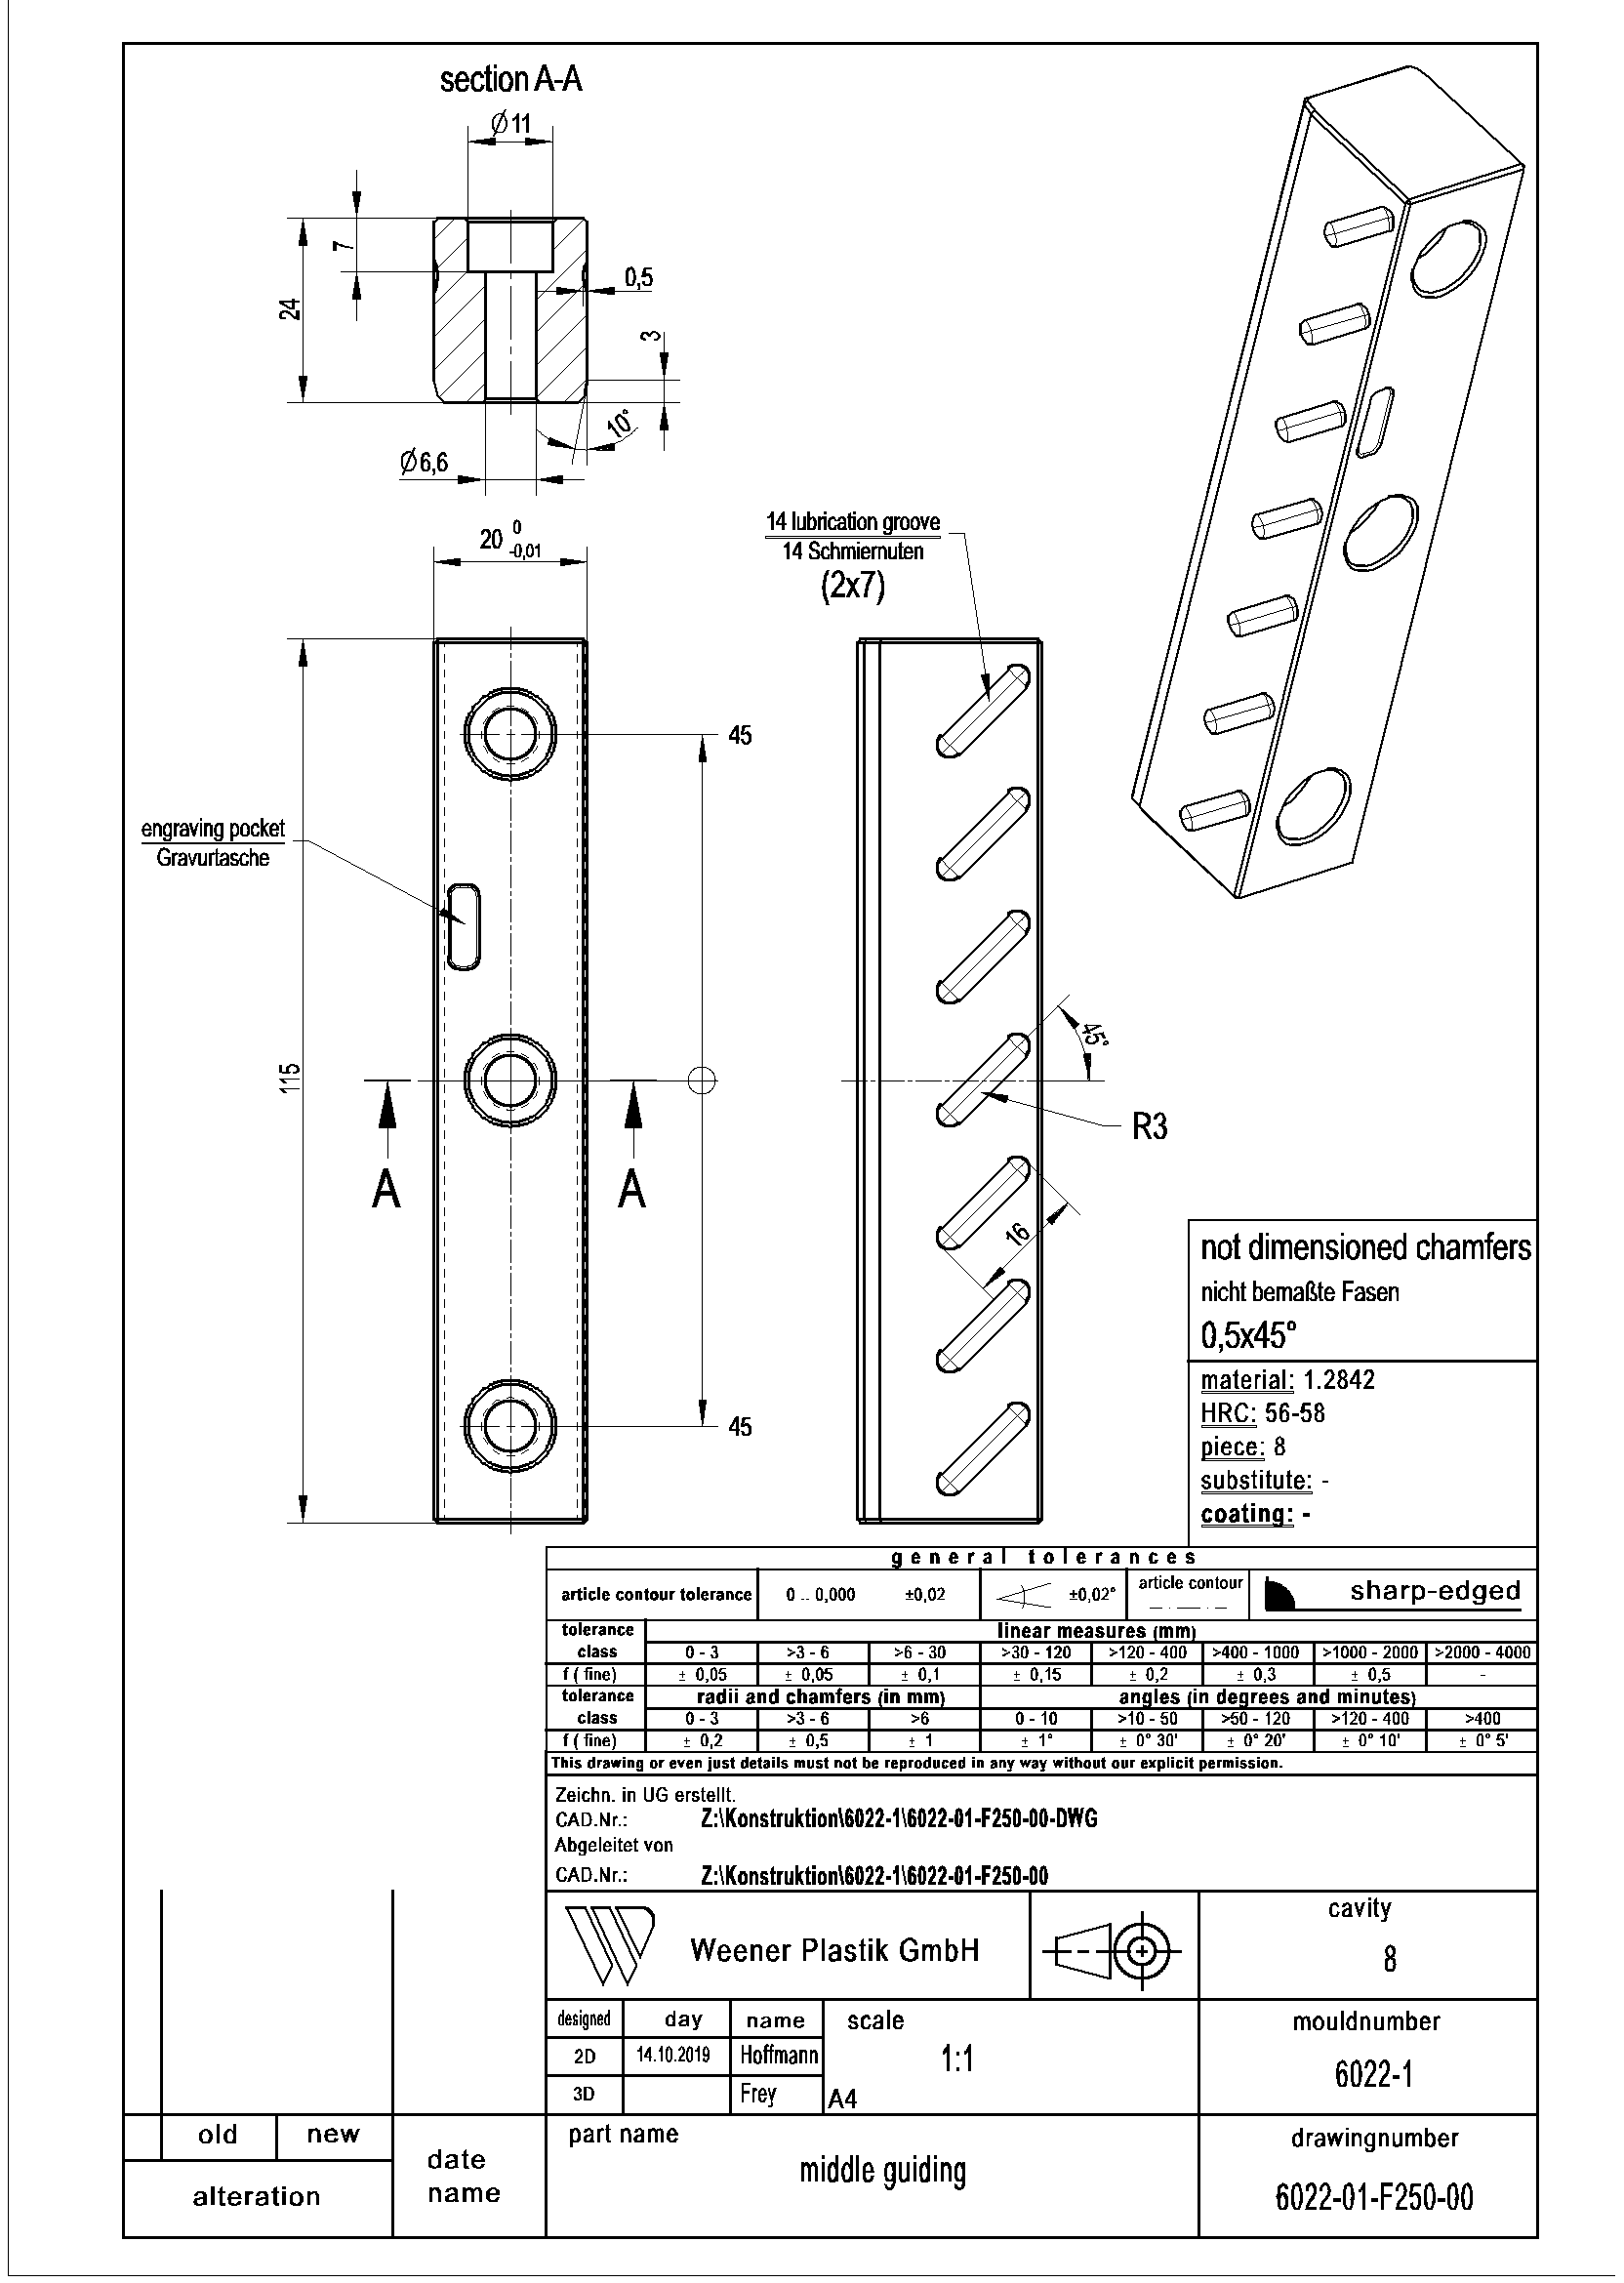 section A-A
Ø11
7
24
0,5
3
10°
Ø6,6
20 0 -0,01
14 lubrication groove
14 Schmiernuten
(2x7)
45
engraving pocket
Gravurtasche
115
45°
R3
A A
16
45
not dimensioned chamfers
nicht bemaßte Fasen
0,5x45°
material: 1.2842
HRC: 56-58
piece: 8
substitute: -
coating: -
general tolerances
article contour tolerance 0 .. 0,000 ±0,02 ±0,02° article contour sharp-edged
tolerance linear measures (mm)
class 0 - 3 >3 - 6 >6 - 30 >30 - 120 >120 - 400 >400 - 1000 >1000 - 2000 >2000 - 4000
f ( fine) ± 0,05 ± 0,05 ± 0,1 ± 0,15 ± 0,2 ± 0,3 ± 0,5 -
tolerance radii and chamfers (in mm) angles (in degrees and minutes)
class 0 - 3 >3 - 6 >6 0 - 10 >10 - 50 >50 - 120 >120 - 400 >400
f ( fine) ± 0,2 ± 0,5 ± 1 ± 1° ± 0° 30' ± 0° 20' ± 0° 10' ± 0° 5'
This drawing or even just details must not be reproduced in any way without our explicit permission.
Zeichn. in UG erstellt.
CAD.Nr.: Z:\Konstruktion\6022-1\6022-01-F250-00-DWG
Abgeleitet von
CAD.Nr.: Z:\Konstruktion\6022-1\6022-01-F250-00
Weener Plastik GmbH
cavity
8
designed day name scale
2D 14.10.2019 Hoffmann 1:1
3D Frey A4
mouldnumber
6022-1
old new
alteration
date
name
part name
middle guiding
drawingnumber
6022-01-F250-00